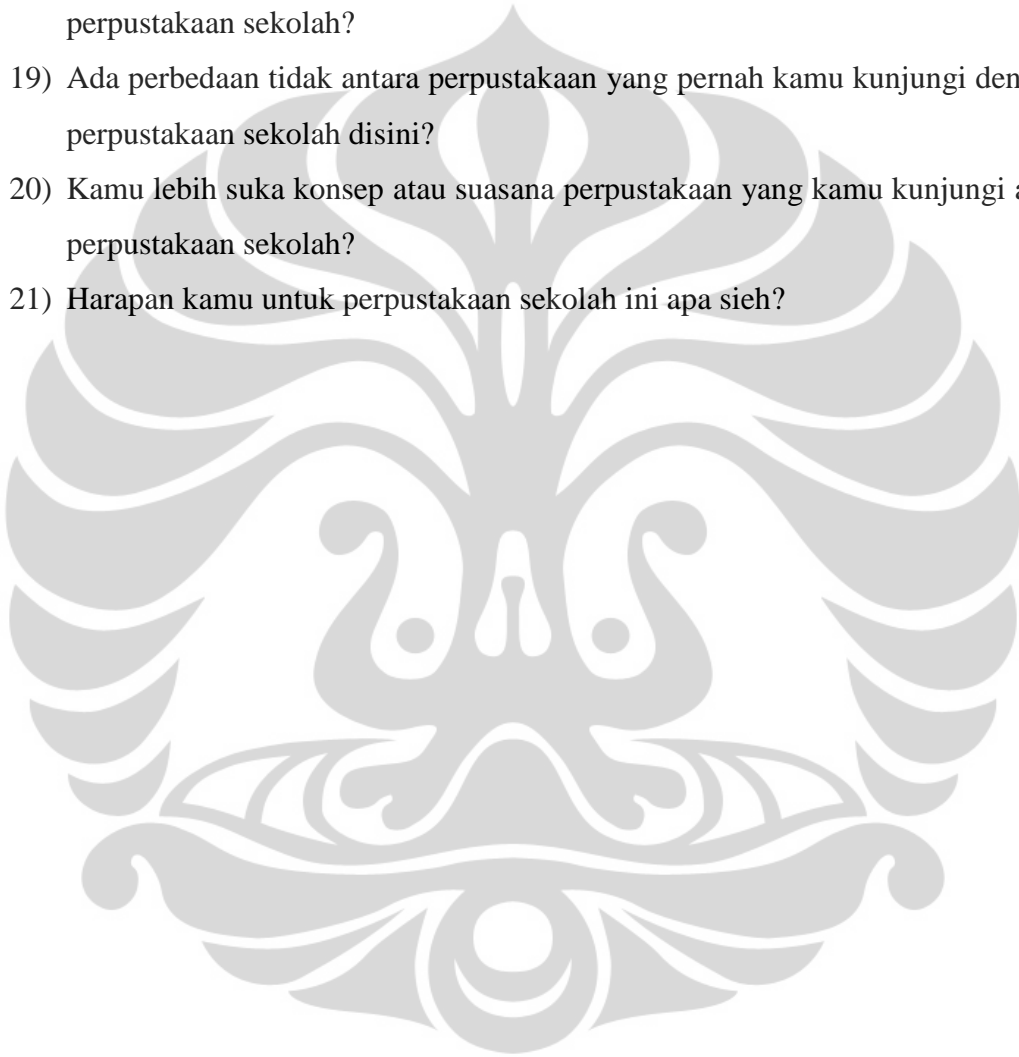 perpustakaan sekolah?
19) Ada perbedaan tidak antara perpustakaan yang pernah kamu kunjungi den
perpustakaan sekolah disini?
20) Kamu lebih suka konsep atau suasana perpustakaan yang kamu kunjungi a
perpustakaan sekolah?
21) Harapan kamu untuk perpustakaan sekolah ini apa sieh?